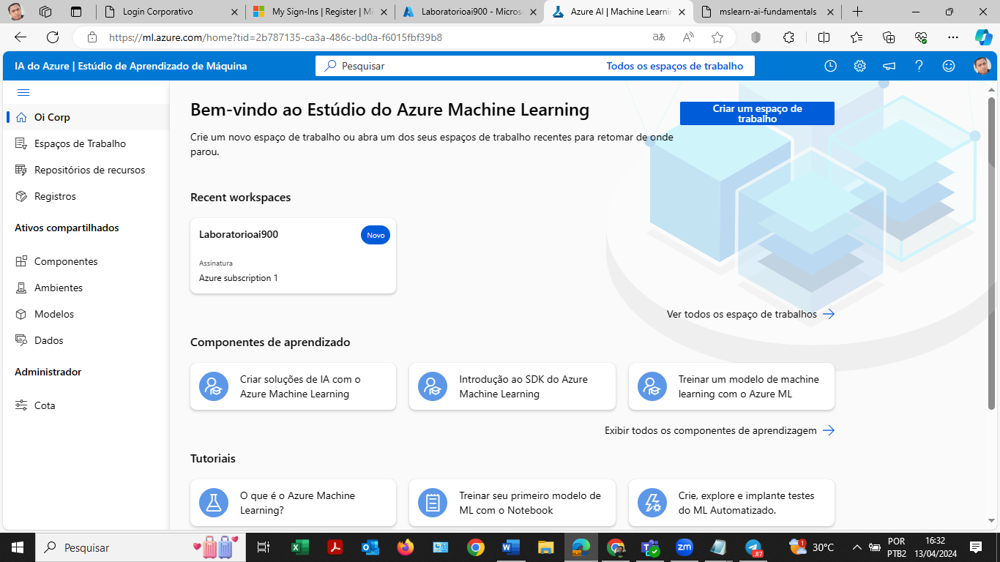 Login Corporativo
My Sign-Ins | Register | Mi
Laboratorioai900 - Micros
Azure AI | Machine Learnin
mslearn-ai-fundamentals
https://ml.azure.com/home?tid=2b787135-ca3a-486c-bd0a-f6015fbf39b8
IA do Azure | Estúdio de Aprendizado de Máquina
Pesquisar
Todos os espaços de trabalho
Oi Corp
Espaços de Trabalho
Repositórios de recursos
Registros
Ativos compartilhados
Componentes
Ambientes
Modelos
Dados
Administrador
Cota
Bem-vindo ao Estúdio do Azure Machine Learning
Criar um espaço de
trabalho
Crie um novo espaço de trabalho ou abra um dos seus espaços de trabalho recentes para retomar de onde
parou.
Recent workspaces
Laboratorioai900
Novo
Assinatura
Azure subscription 1
Ver todos os espaço de trabalhos
Componentes de aprendizado
Criar soluções de IA com o
Azure Machine Learning
Introdução ao SDK do Azure
Machine Learning
Treinar um modelo de machine
learning com o Azure ML
Exibir todos os componentes de aprendizagem
Tutoriais
O que é o Azure Machine
Learning?
Treinar seu primeiro modelo de
ML com o Notebook
Crie, explore e implante testes
do ML Automatizado.
Pesquisar
zm
.87
1
30°C
POR
PTB2
16:32
13/04/2024